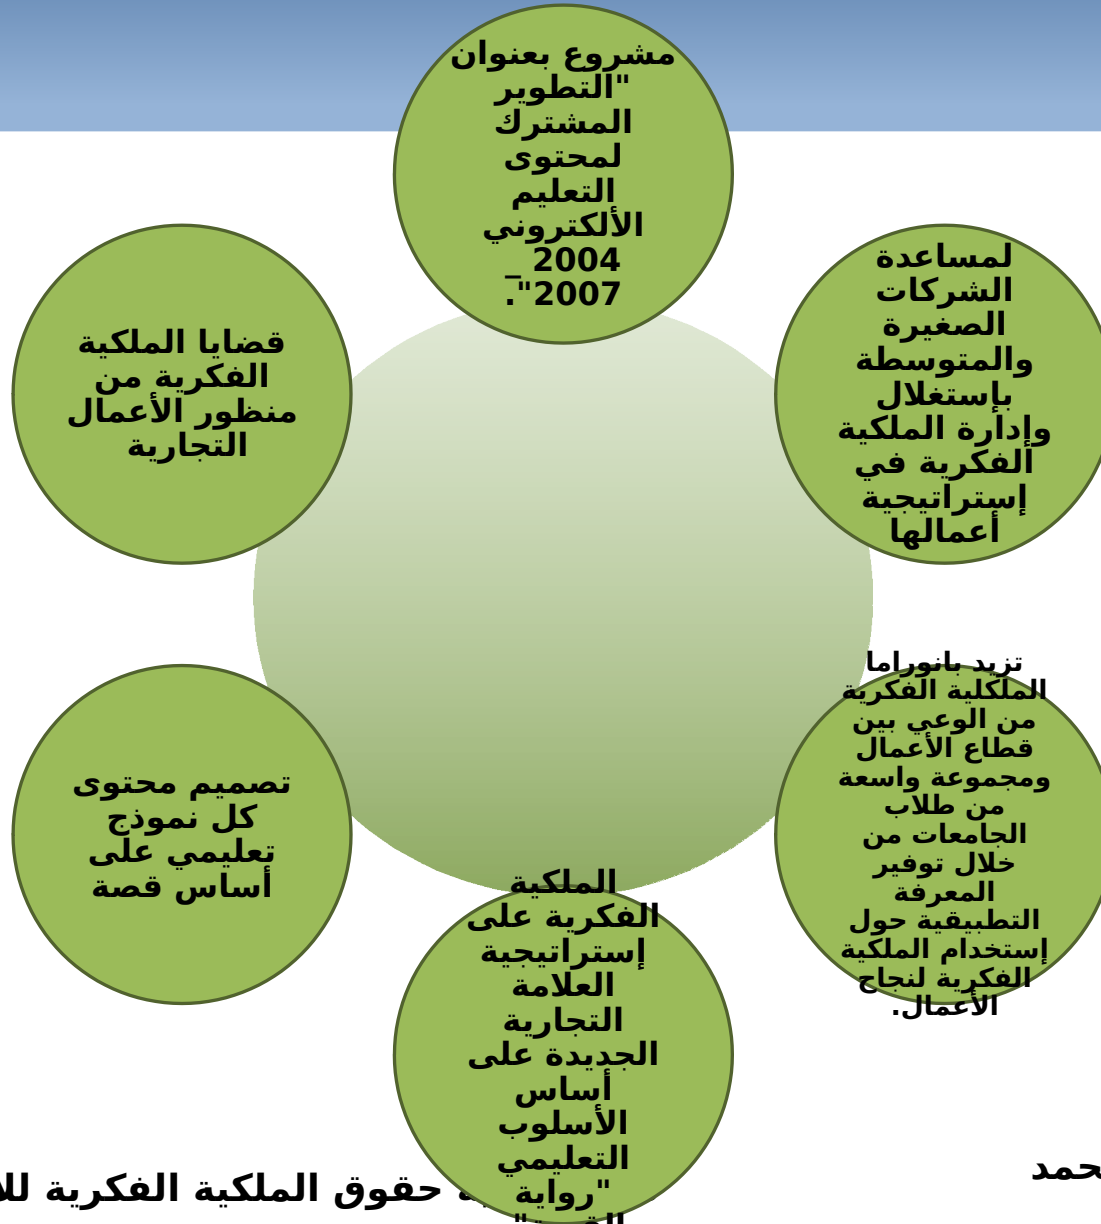 مشروع بعنوان
"التطوير
المشترك
لمحتوى
التعليم
الألكتروني
2004 _
2007".
لمساعدة
الشركات
الصغيرة
والمتوسطة
بإستغلال
وإدارة الملكية
الفكرية في
إستراتيجية
أعمالها
تزيد بانوراما
الملكلية الفكرية
من الوعي بين
قطاع الأعمال
ومجموعة واسعة
من طلاب
الجامعات من
خلال توفير
المعرفة
التطبيقية حول
إستخدام الملكية
الفكرية لنجاح
الأعمال.
الملكية
الفكرية على
إستراتيجية
العلامة
التجارية
الجديدة على
أساس
الأسلوب
التعليمي
"رواية
تصميم محتوى
كل نموذج
تعليمي على
أساس قصة
قضايا الملكية
الفكرية من
منظور الأعمال
التجارية
حقوق الملكية الفكرية